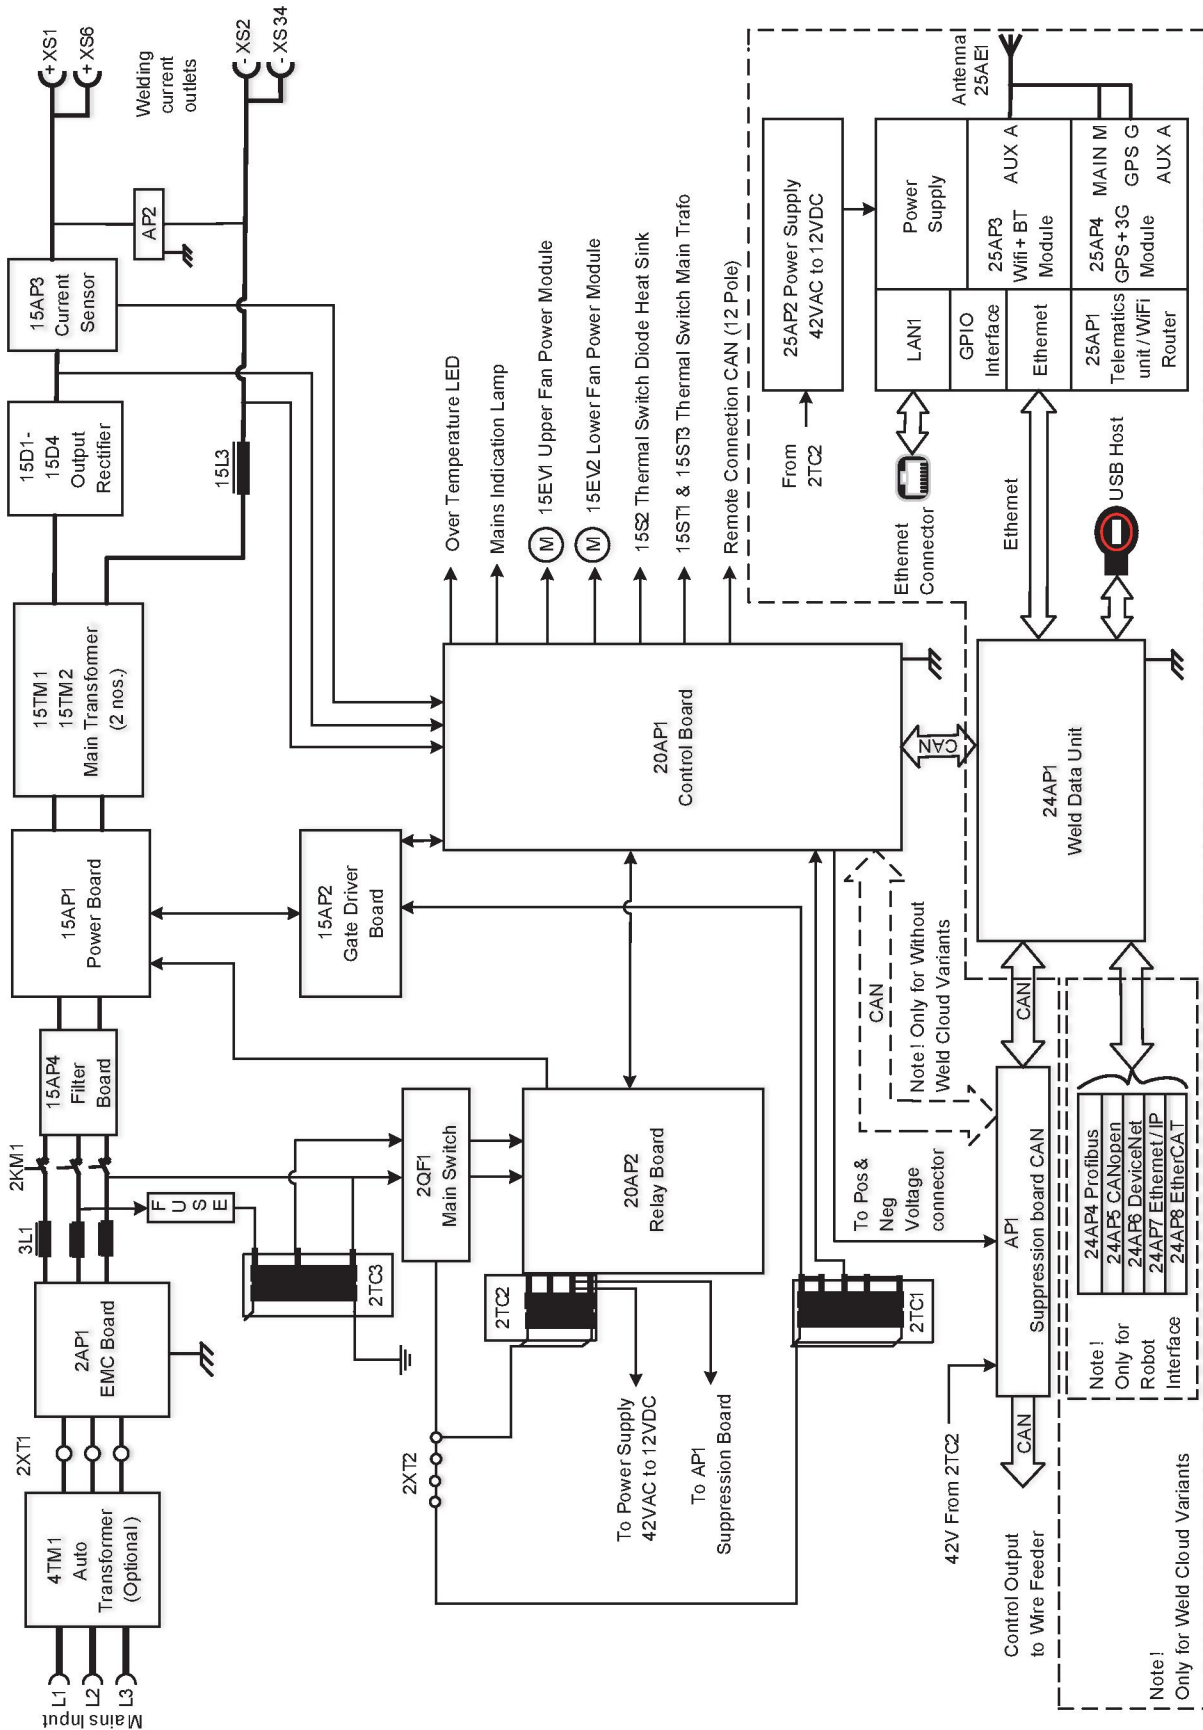 Mains Input
L1
L2
L3
4TM1
Auto
Transformer
(Optional)
2XT1
2AP1
EMC Board
3L1
2KM1
15AP4
Filter
Board
15AP1
Power Board
15TM1
15TM2
Main Transformer
(2 nos.)
15D1-
15D4
Output
Rectifier
15AP3
Current
Sensor
+ XS1
+ XS6
Welding
current
outlets
AP2
- XS2
- XS34
15L3
FUSE
2TC3
2QF1
Main Switch
15AP2
Gate Driver
Board
2XT2
2TC2
20AP2
Relay Board
To Power Supply
42VAC to 12VDC
To AP1
Suppression Board
2TC1
20AP1
Control Board
Over Temperature LED
Mains Indication Lamp
M
15EV1 Upper Fan Power Module
M
15EV2 Lower Fan Power Module
15S2 Thermal Switch Diode Heat Sink
15ST1 & 15ST3 Thermal Switch Main Trafo
Remote Connection CAN (12 Pole)
To Pos &
Neg
Voltage
connector
CAN
Note! Only for Without
Weld Cloud Variants
CAN
42V From 2TC2
AP1
Suppression board CAN
CAN
Control Output
to Wire Feeder
CAN
24AP1
Weld Data Unit
Note!
Only for
Robot
Interface
24AP4 Profibus
24AP5 CANopen
24AP6 DeviceNet
24AP7 Ethernet / IP
24AP8 EtherCAT
From
2TC2
25AP2 Power Supply
42VAC to 12VDC
Antenna
25AE1
Ethernet
Connector
LAN1
Power
Supply
GPIO
Interface
Ethernet
25AP3
Wifi + BT
Module
AUX A
25AP1
Telematics
unit / WiFi
Router
25AP4
GPS+3G
Module
MAIN M
GPS G
AUX A
Ethernet
USB Host
Note!
Only for Weld Cloud Variants